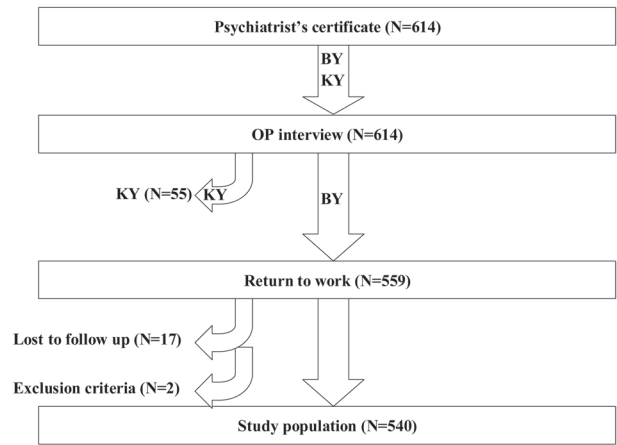 Psychiatrist's certificate (N=614)
BY
KY
OP interview (N=614)
KY (N=55)
KY
BY
Return to work (N=559)
Lost to follow up (N=17)
Exclusion criteria (N=2)
Study population (N=540)